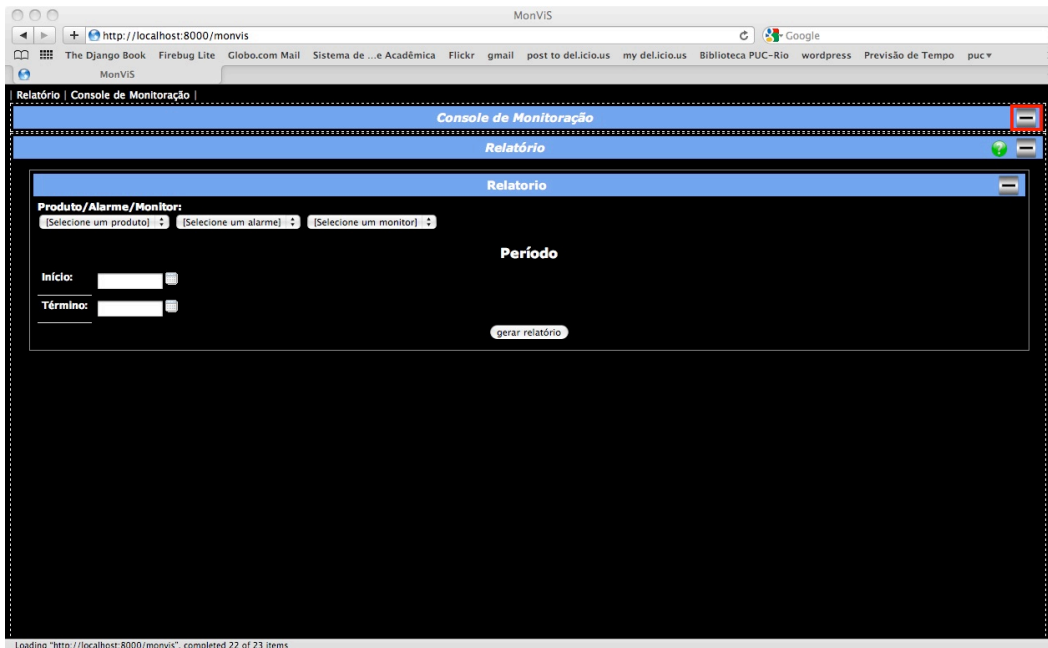 MonViS
http://localhost:8000/monvis
Google
The Django Book Firebug Lite Globo.com Mail Sistema de ...e Acadêmica Flickr gmail post to del.icio.us my del.icio.us Biblioteca PUC-Rio wordpress Previsão de Tempo puc
MonViS
| Relatório | Console de Monitoração |
Console de Monitoração
Relatório
Relatorio
Produto/Alarme/Monitor:
[Selecione um produto] [Selecione um alarme] [Selecione um monitor]
Período
Início:
Término:
gerar relatório
Loading "http://localhost:8000/monvis", completed 22 of 23 items